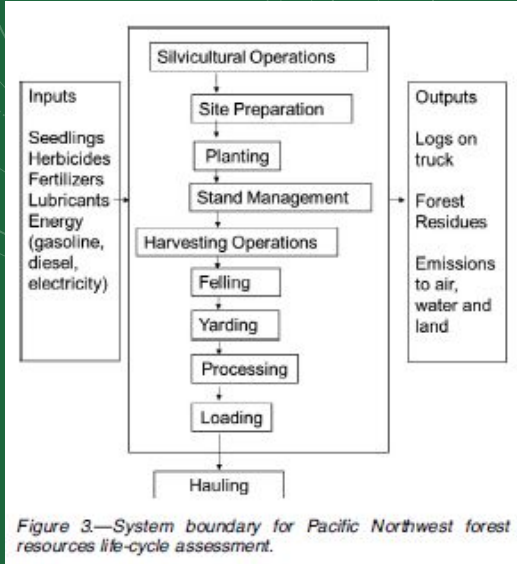 Inputs
Seedlings
Herbicides
Fertilizers
Lubricants
Energy
(gasoline,
diesel,
electricity)
Silvicultural Operations
Site Preparation
Planting
Stand Management
Harvesting Operations
Felling
Yarding
Processing
Loading
Hauling
Outputs
Logs on
truck
Forest
Residues
Emissions
to air,
water and
land
Figure 3.—System boundary for Pacific Northwest forest
resources life-cycle assessment.